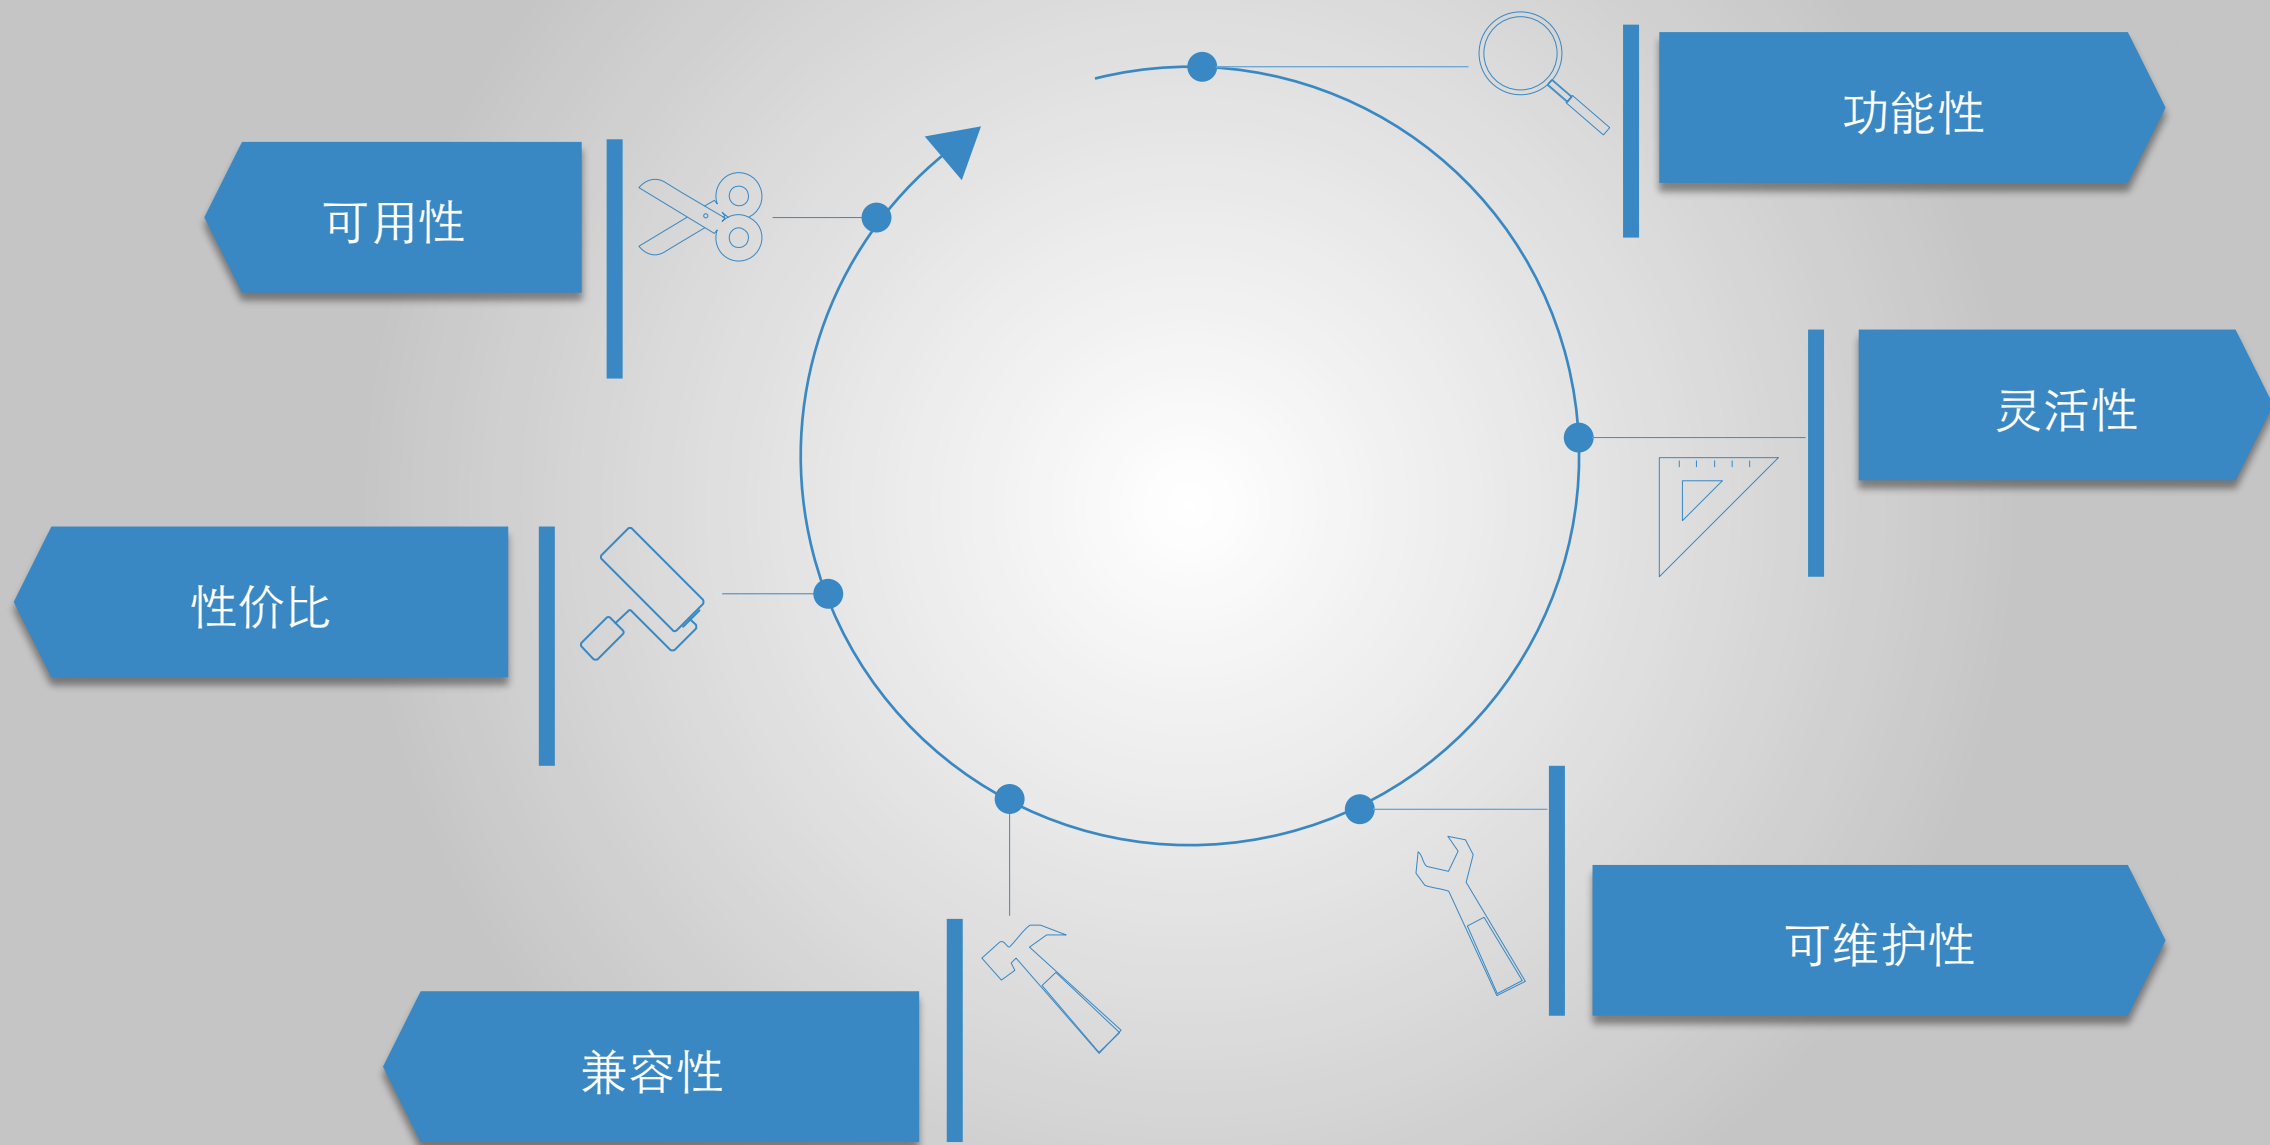 功能性
可用性
灵活性
性价比
可维护性
兼容性